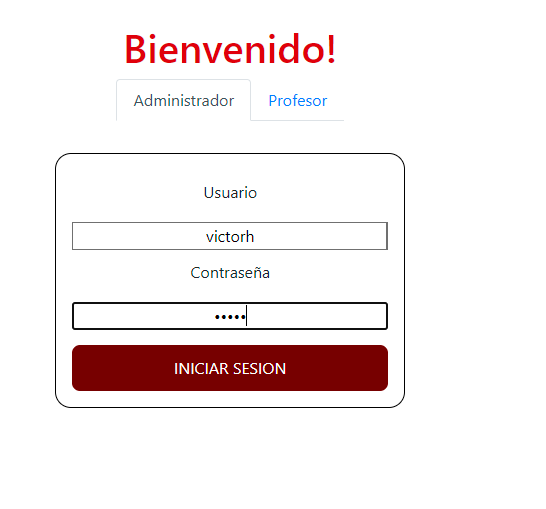 Bienvenido!
Administrador Profesor
Usuario
victorh
Contraseña
•••••
INICIAR SESION